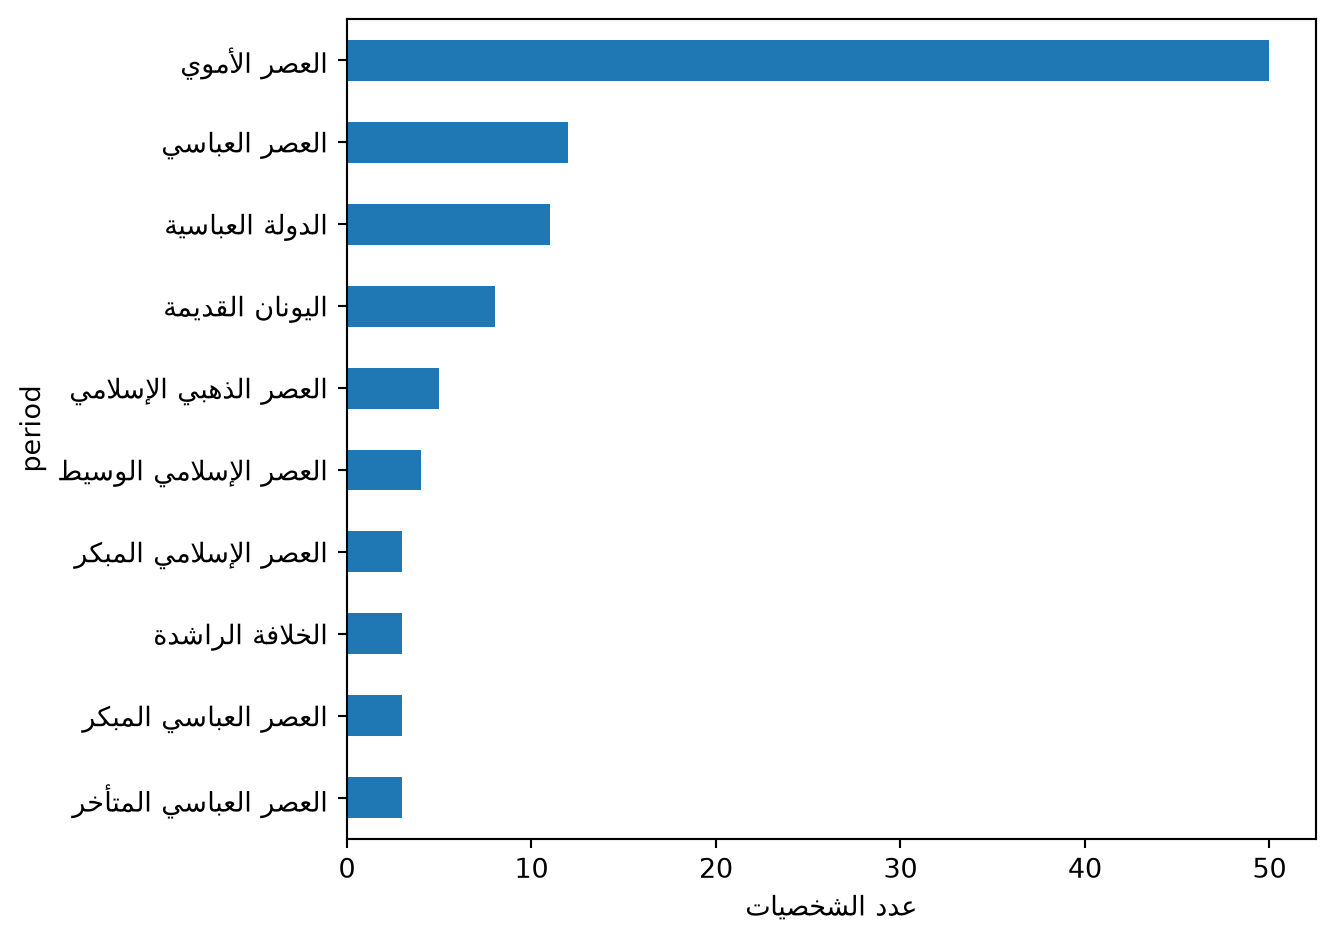 العصر الأموي
العصر العباسي
الدولة العباسية
اليونان القديمة
العصر الذهبي الإسلامي
العصر الإسلامي الوسيط
العصر الإسلامي المبكر
الخلافة الراشدة
العصر العباسي المبكر
العصر العباسي المتأخر
period
0 10 20 30 40 50
عدد الشخصيات